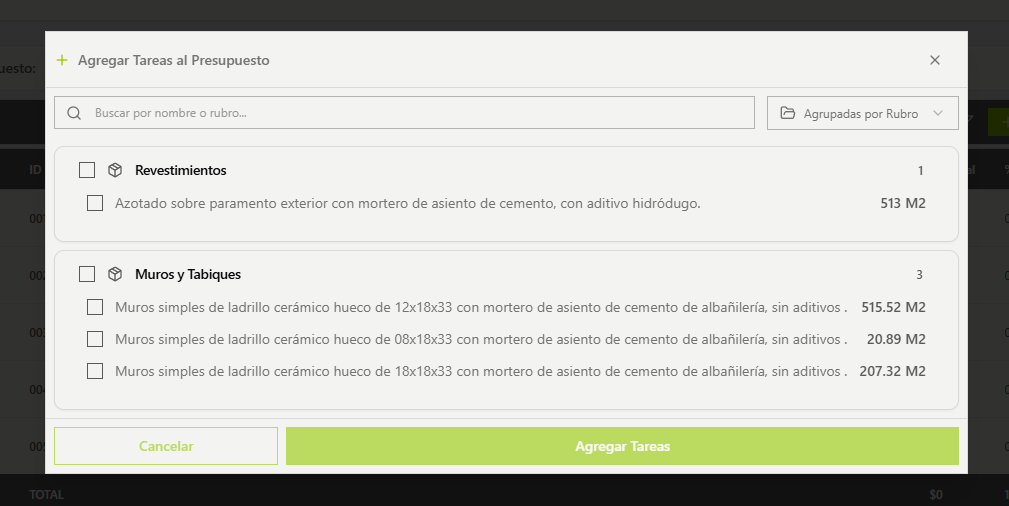 uesto:
+ Agregar Tareas al Presupuesto
Buscar por nombre o rubro...
Agrupadas por Rubro
ID
Revestimientos 1
Azotado sobre paramento exterior con mortero de asiento de cemento, con aditivo hidródugo. 513 M2
Muros y Tabiques 3
Muros simples de ladrillo cerámico hueco de 12x18x33 con mortero de asiento de cemento de albañilería, sin aditivos . 515.52 M2
Muros simples de ladrillo cerámico hueco de 08x18x33 con mortero de asiento de cemento de albañilería, sin aditivos . 20.89 M2
Muros simples de ladrillo cerámico hueco de 18x18x33 con mortero de asiento de cemento de albañilería, sin aditivos . 207.32 M2
Cancelar Agregar Tareas
TOTAL $0